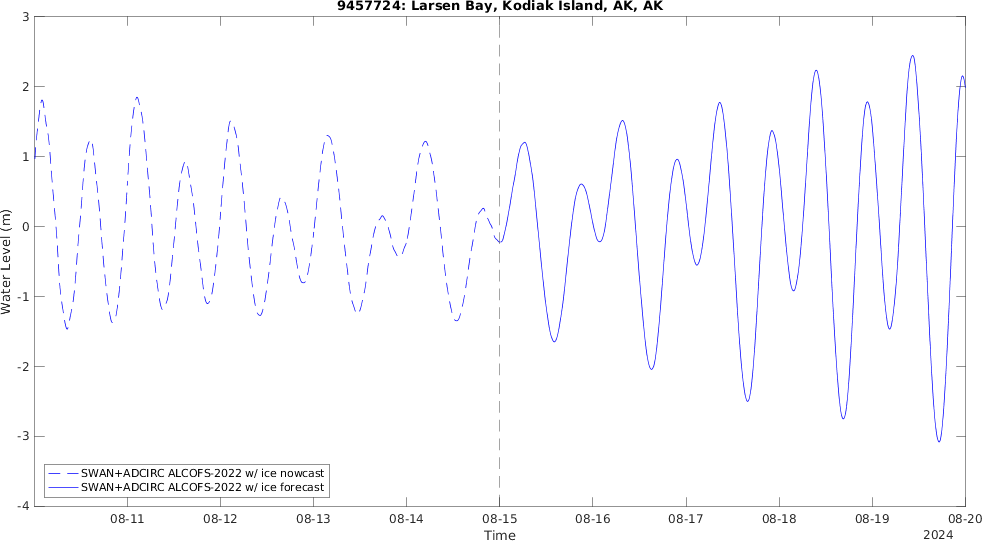 9457724: Larsen Bay, Kodiak Island, AK, AK
3
2
1
0
-1
-2
-3
-4
Water Level (m)
SWAN+ADCIRC ALCOFS-2022 w/ ice nowcast
SWAN+ADCIRC ALCOFS-2022 w/ ice forecast
08-11 08-12 08-13 08-14 08-15 08-16 08-17 08-18 08-19 08-20
Time
2024